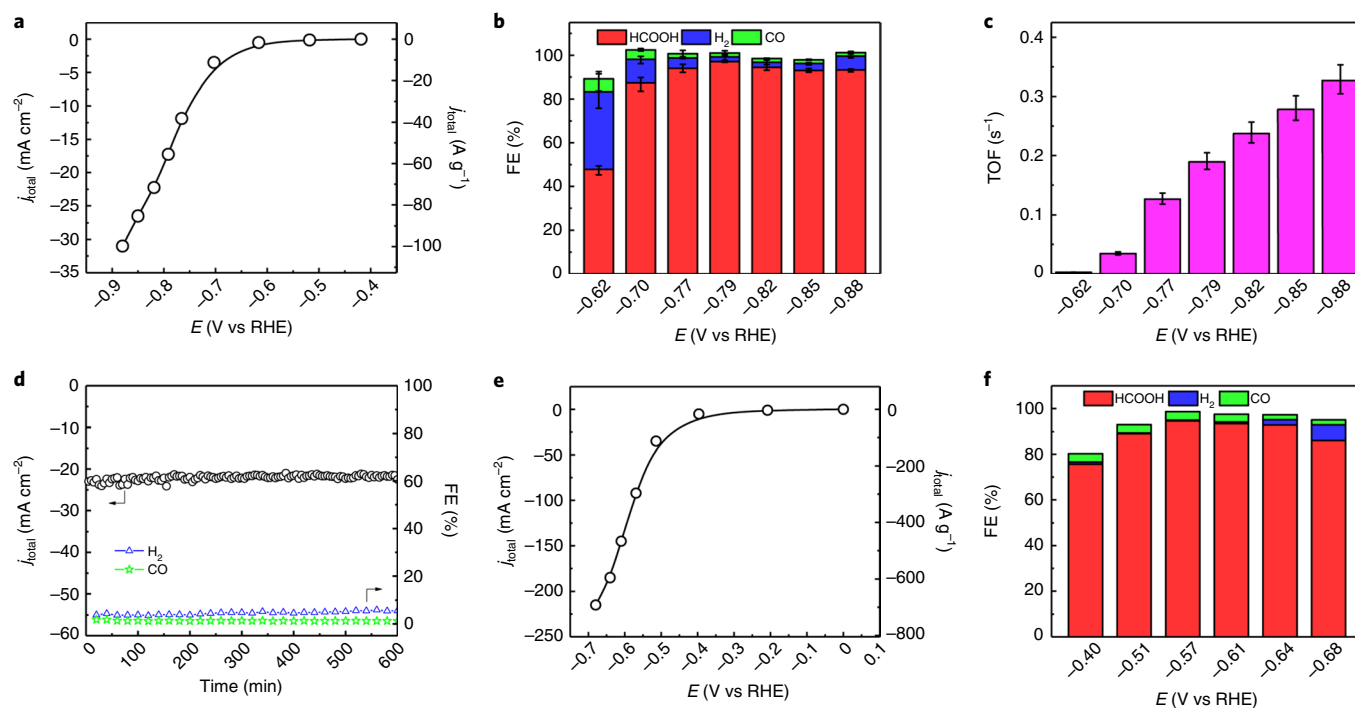 a
0
−5
−10
−15
−20
−25
−30
−35
j_total (mA cm⁻²)
0
−20
−40
−60
−80
−100
j_total (A g⁻¹)
−0.9 −0.8 −0.7 −0.6 −0.5 −0.4
E (V vs RHE)
b
HCOOH H₂ CO
100
80
60
40
20
0
FE (%)
−0.62 −0.70 −0.77 −0.79 −0.82 −0.85 −0.88
E (V vs RHE)
c
0.4
0.3
0.2
0.1
0
TOF (s⁻¹)
−0.62 −0.70 −0.77 −0.79 −0.82 −0.85 −0.88
E (V vs RHE)
d
0
−10
−20
−30
−40
−50
−60
j_total (mA cm⁻²)
H₂
CO
100
80
60
40
20
0
FE (%)
0 100 200 300 400 500 600
Time (min)
e
0
−50
−100
−150
−200
−250
j_total (mA cm⁻²)
0
−200
−400
−600
−800
j_total (A g⁻¹)
−0.7 −0.6 −0.5 −0.4 −0.3 −0.2 −0.1 0 0.1
E (V vs RHE)
f
HCOOH H₂ CO
100
80
60
40
20
0
FE (%)
−0.40 −0.51 −0.57 −0.61 −0.64 −0.68
E (V vs RHE)